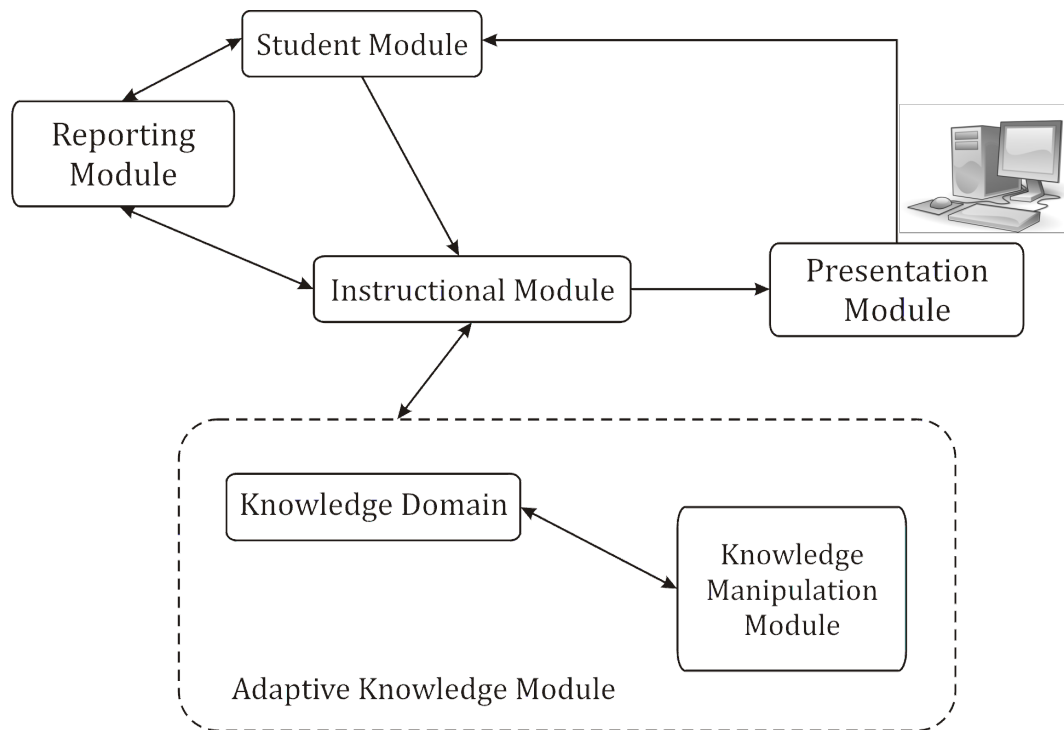 Student Module
Reporting
Module
Instructional Module
Presentation
Module
Knowledge Domain
Knowledge
Manipulation
Module
Adaptive Knowledge Module